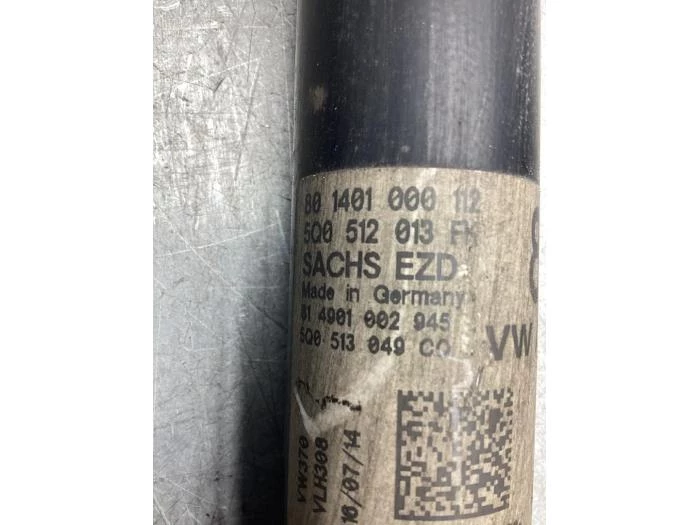 80 1401 000 112
5Q0 512 013 FK
SACHS EZD
Made in Germany
81 4901 002 945
5Q0 513 049 CQ
VW
VW370
VLH308
16/07/14